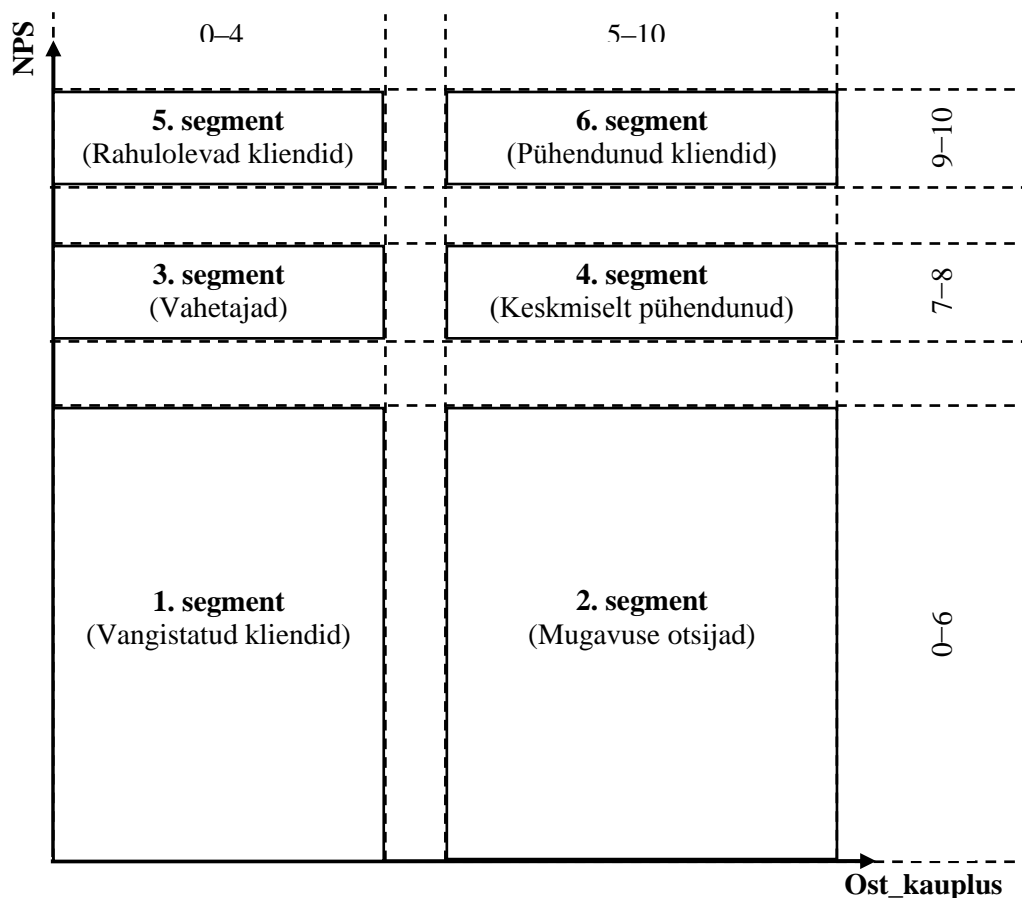 NPS
0–4
5–10
5. segment
(Rahulolevad kliendid)
6. segment
(Pühendunud kliendid)
9–10
3. segment
(Vahetajad)
4. segment
(Keskmiselt pühendunud)
7–8
1. segment
(Vangistatud kliendid)
2. segment
(Mugavuse otsijad)
0–6
Ost_kauplus